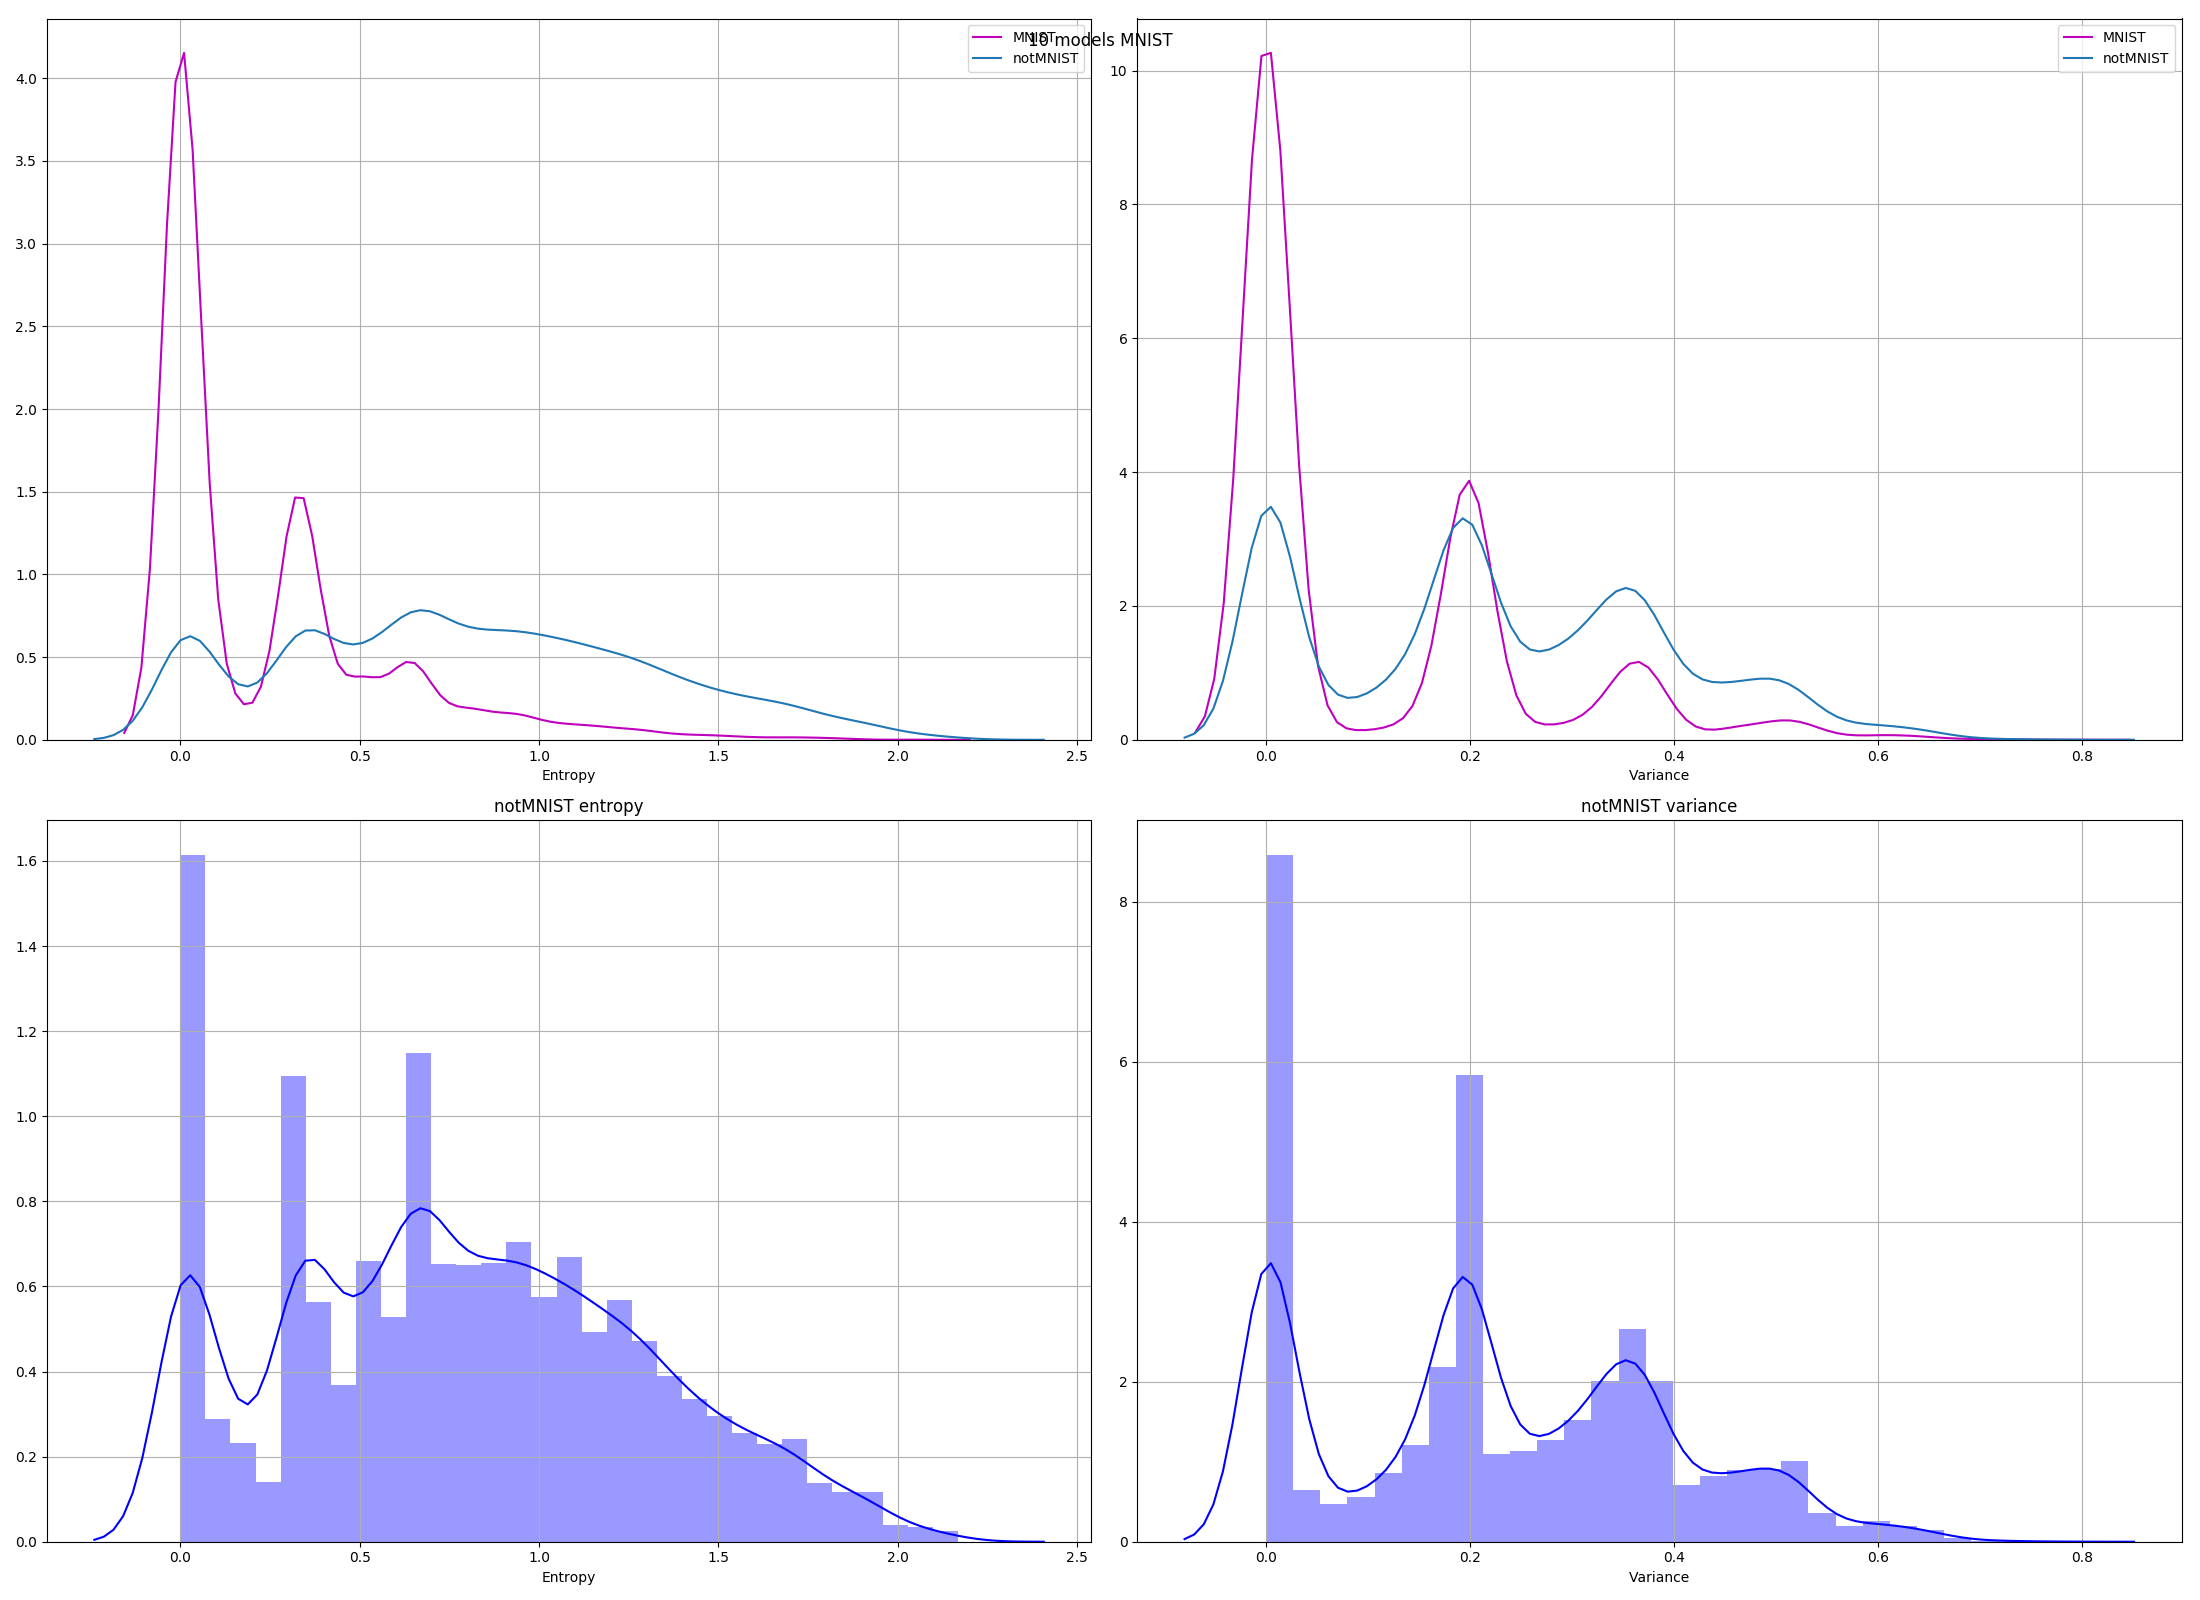 10 models MNIST
MNIST
notMNIST
4.0
3.5
3.0
2.5
2.0
1.5
1.0
0.5
0.0
0.0 0.5 1.0 1.5 2.0 2.5
Entropy
MNIST
notMNIST
10
8
6
4
2
0
0.0 0.2 0.4 0.6 0.8
Variance
notMNIST entropy
1.6
1.4
1.2
1.0
0.8
0.6
0.4
0.2
0.0
0.0 0.5 1.0 1.5 2.0 2.5
Entropy
notMNIST variance
8
6
4
2
0
0.0 0.2 0.4 0.6 0.8
Variance